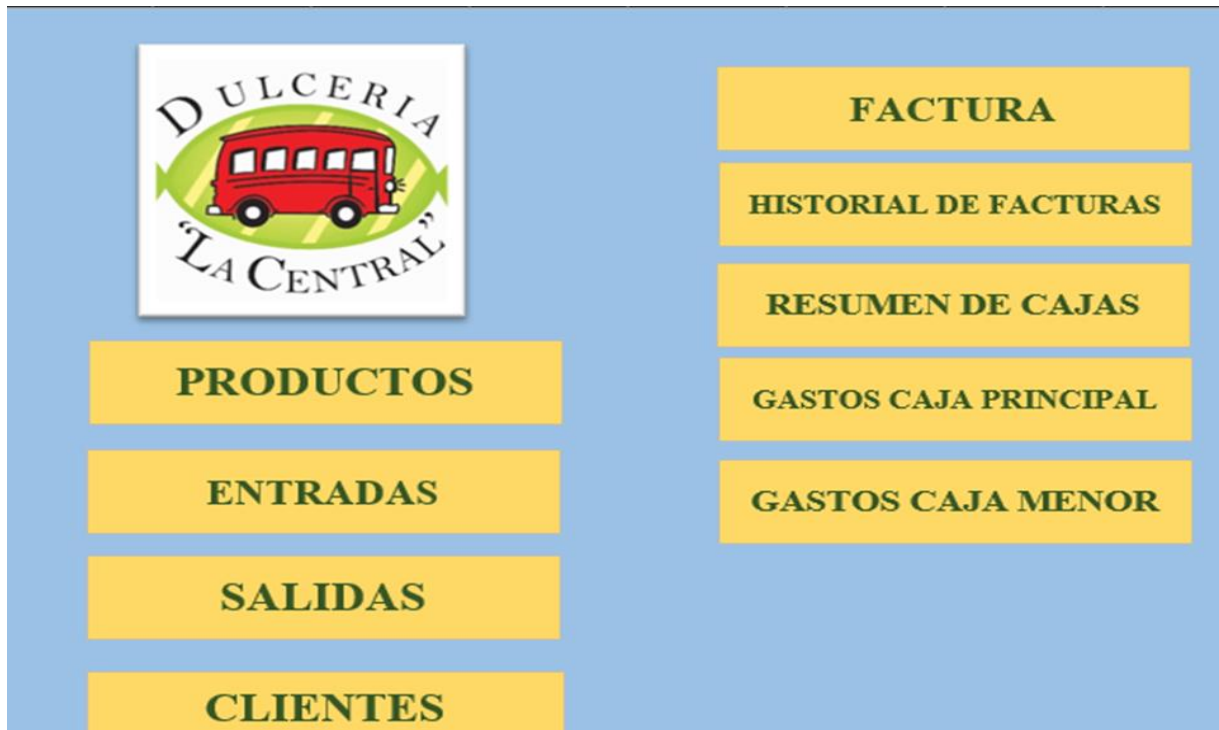 DULCERIA
"LA CENTRAL"
PRODUCTOS
ENTRADAS
SALIDAS
CLIENTES
FACTURA
HISTORIAL DE FACTURAS
RESUMEN DE CAJAS
GASTOS CAJA PRINCIPAL
GASTOS CAJA MENOR